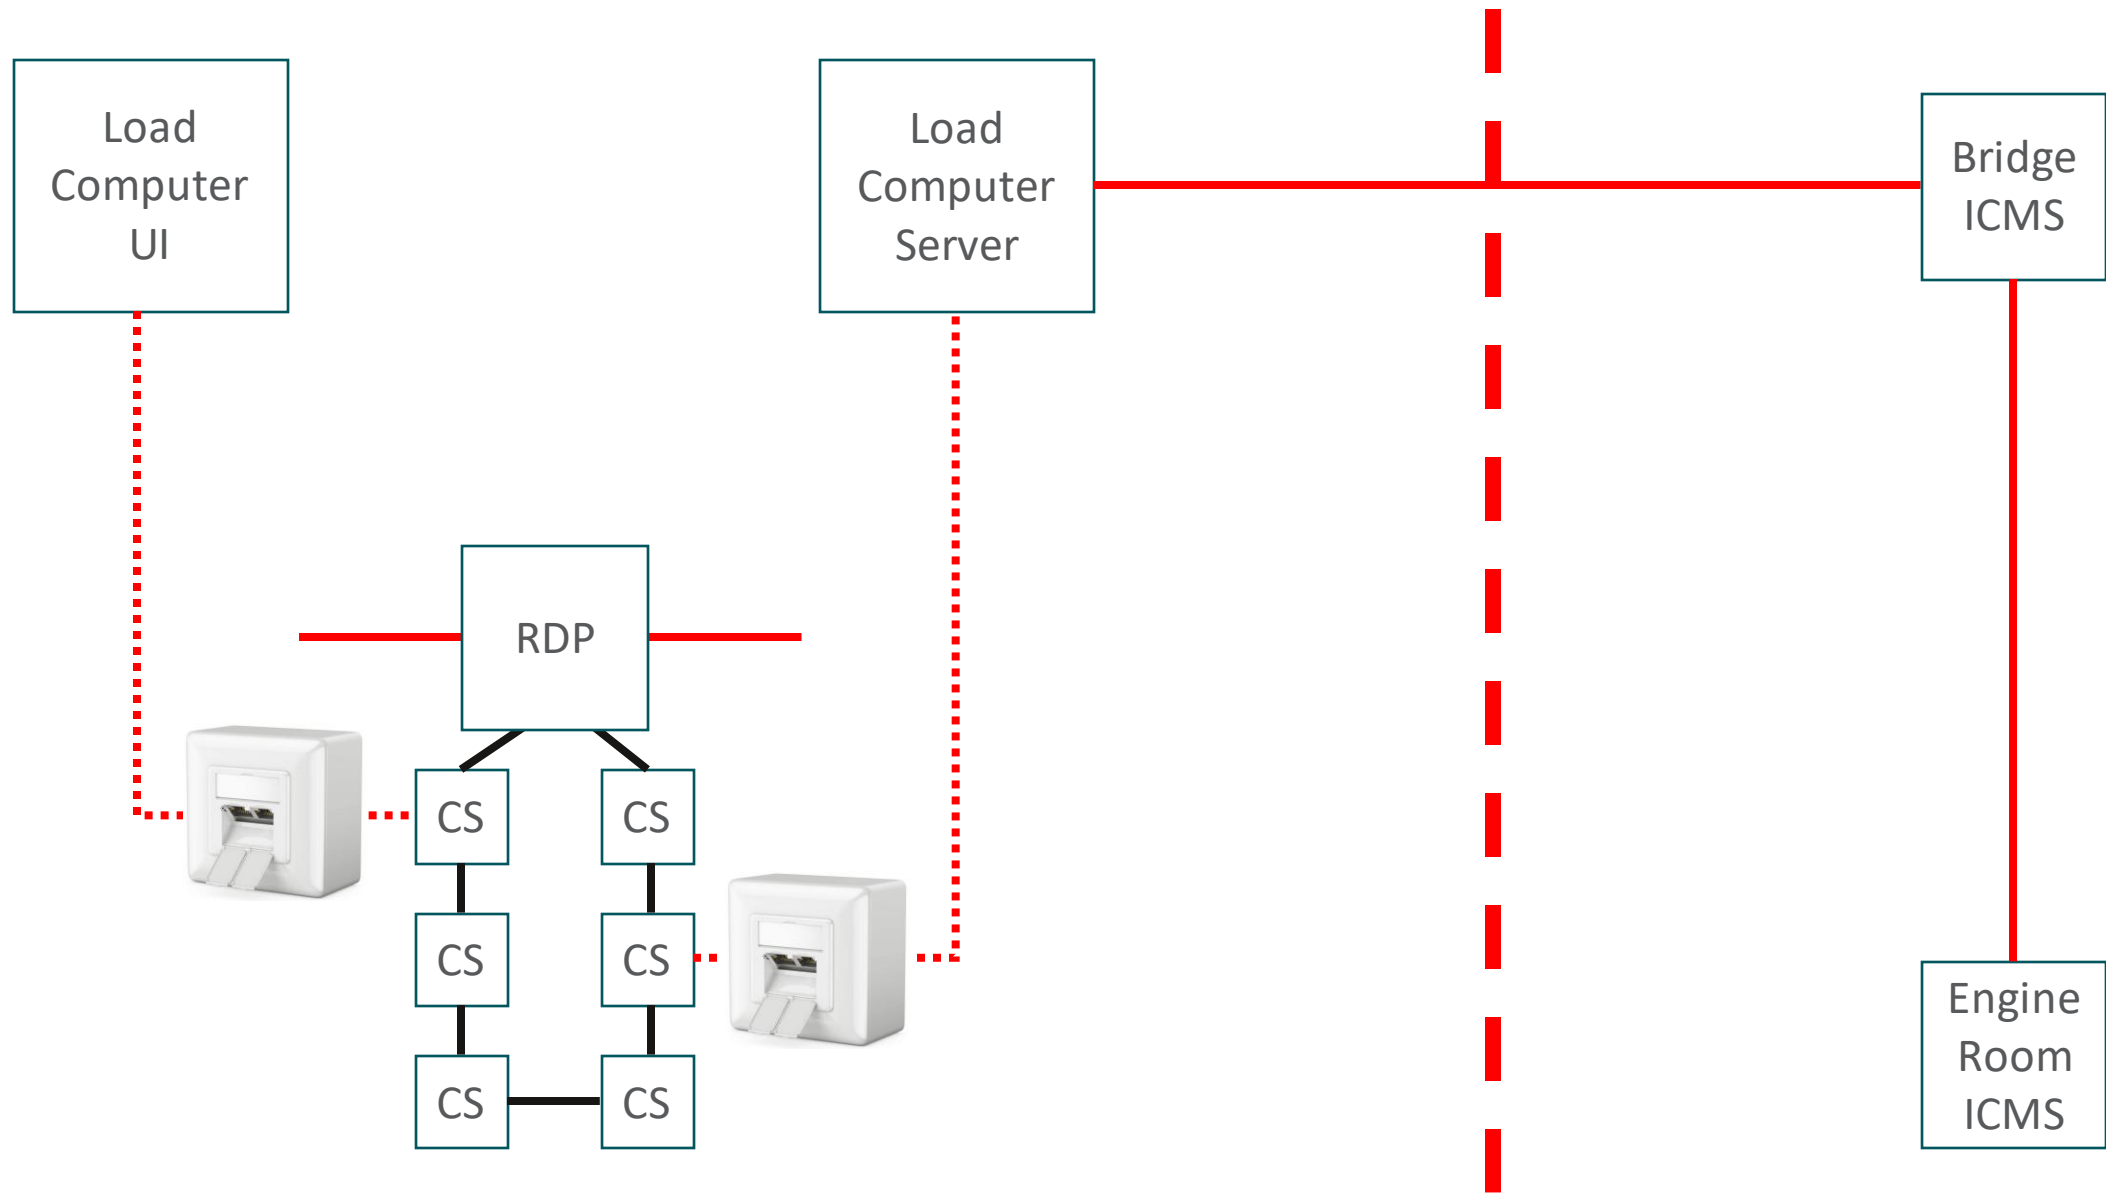 Load
Computer
UI
Load
Computer
Server
Bridge
ICMS
RDP
CS
CS
CS
CS
CS
CS
Engine
Room
ICMS